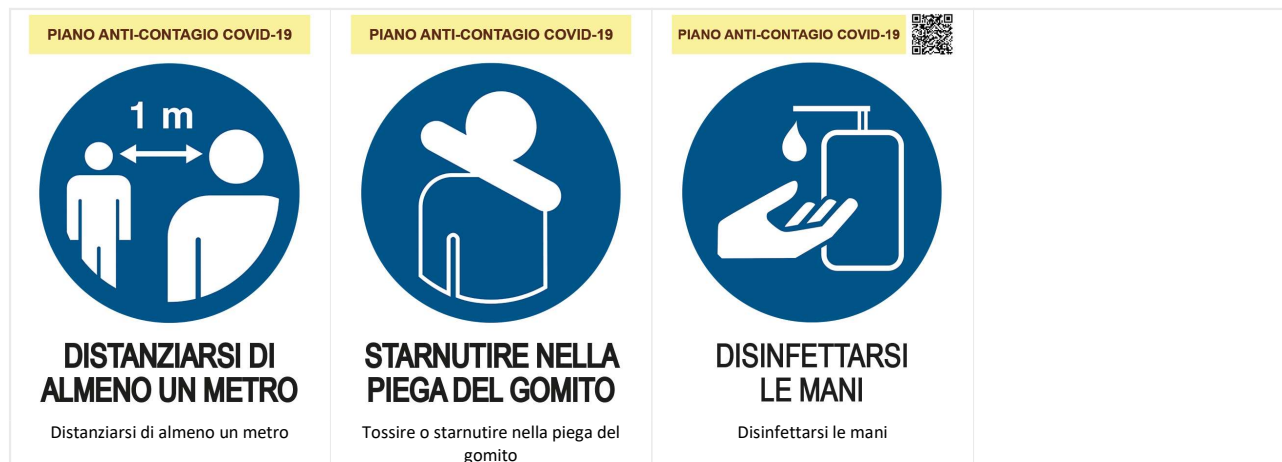 PIANO ANTI-CONTAGIO COVID-19
1 m
DISTANZIARSI DI
ALMENO UN METRO
Distanziarsi di almeno un metro
PIANO ANTI-CONTAGIO COVID-19
STARNUTIRE NELLA
PIEGA DEL GOMITO
Tossire o starnutire nella piega del
gomito
PIANO ANTI-CONTAGIO COVID-19
DISINFETTARSI
LE MANI
Disinfettarsi le mani